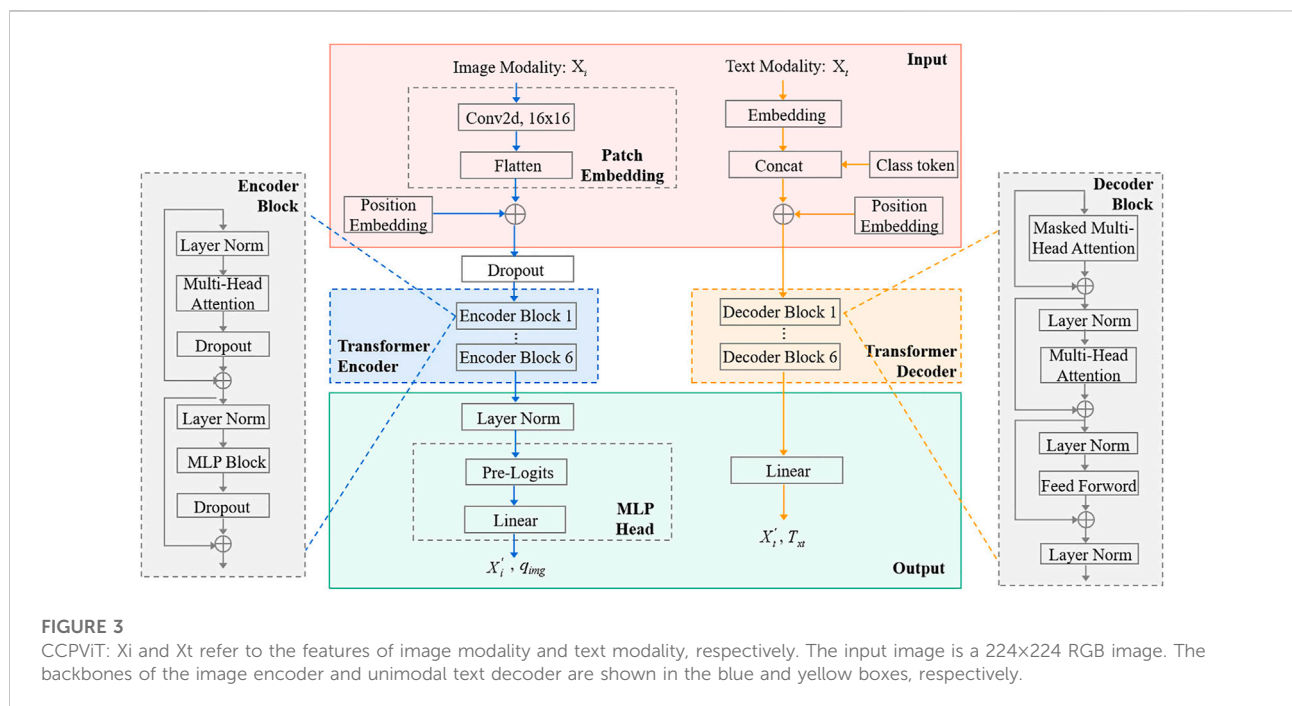 Input
Image Modality: X_i
Conv2d, 16x16
Flatten
Patch
Embedding
Position
Embedding
Dropout
Text Modality: X_t
Embedding
Concat
Class token
Position
Embedding
Encoder
Block
Layer Norm
Multi-Head
Attention
Dropout
Layer Norm
MLP Block
Dropout
Transformer
Encoder
Encoder Block 1
⋮
Encoder Block 6
Decoder Block 1
⋮
Decoder Block 6
Transformer
Decoder
Decoder
Block
Masked Multi-
Head Attention
Layer Norm
Multi-Head
Attention
Layer Norm
Feed Forword
Layer Norm
Layer Norm
Pre-Logits
Linear
MLP
Head
X_i', q_img
Linear
X_t', T_xt
Output
FIGURE 3
CCPViT: Xi and Xt refer to the features of image modality and text modality, respectively. The input image is a 224×224 RGB image. The
backbones of the image encoder and unimodal text decoder are shown in the blue and yellow boxes, respectively.